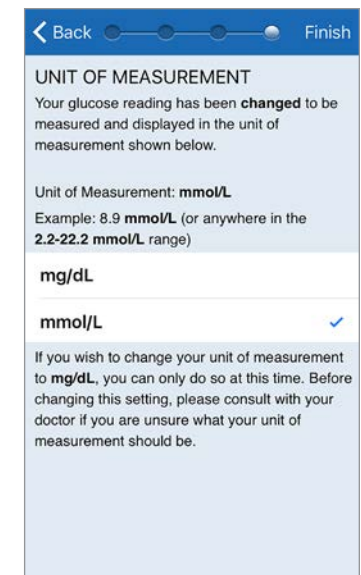 Back
Finish
UNIT OF MEASUREMENT
Your glucose reading has been changed to be
measured and displayed in the unit of
measurement shown below.
Unit of Measurement: mmol/L
Example: 8.9 mmol/L (or anywhere in the
2.2-22.2 mmol/L range)
mg/dL
mmol/L
If you wish to change your unit of measurement
to mg/dL, you can only do so at this time. Before
changing this setting, please consult with your
doctor if you are unsure what your unit of
measurement should be.